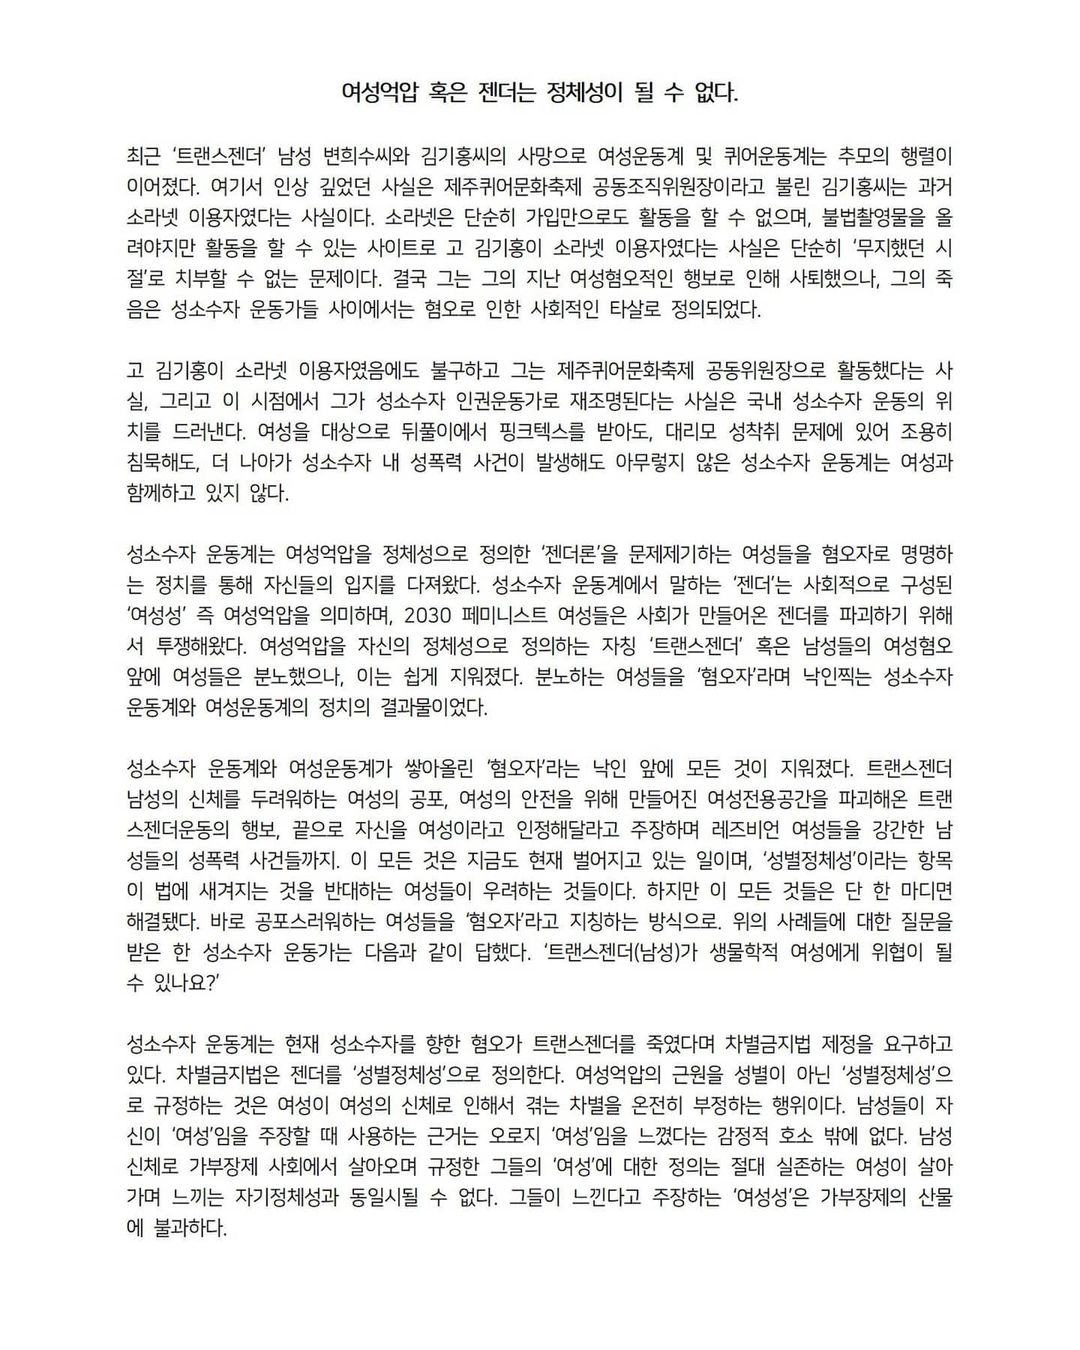 여성억압 혹은 젠더는 정체성이 될 수 없다.
최근 ‘트랜스젠더’ 남성 변희수씨와 김기홍씨의 사망으로 여성운동계 및 퀴어운동계는 추모의 행렬이
이어졌다. 여기서 인상 깊었던 사실은 제주퀴어문화축제 공동조직위원장이라고 불린 김기홍씨는 과거
소라넷 이용자였다는 사실이다. 소라넷은 단순히 가입만으로도 활동을 할 수 없으며, 불법촬영물을 올
려야지만 활동을 할 수 있는 사이트로 고 김기홍이 소라넷 이용자였다는 사실은 단순히 ‘무지했던 시
절’로 치부할 수 없는 문제이다. 결국 그는 그의 지난 여성혐오적인 행보로 인해 사퇴했으나, 그의 죽
음은 성소수자 운동가들 사이에서는 혐오로 인한 사회적인 타살로 정의되었다.
고 김기홍이 소라넷 이용자였음에도 불구하고 그는 제주퀴어문화축제 공동위원장으로 활동했다는 사
실, 그리고 이 시점에서 그가 성소수자 인권운동가로 재조명된다는 사실은 국내 성소수자 운동의 위
치를 드러낸다. 여성을 대상으로 뒤풀이에서 핑크텍스를 받아도, 대리모 성착취 문제에 있어 조용히
침묵해도, 더 나아가 성소수자 내 성폭력 사건이 발생해도 아무렇지 않은 성소수자 운동계는 여성과
함께하고 있지 않다.
성소수자 운동계는 여성억압을 정체성으로 정의한 ‘젠더론’을 문제제기하는 여성들을 혐오자로 명명하
는 정치를 통해 자신들의 입지를 다져왔다. 성소수자 운동계에서 말하는 ‘젠더’는 사회적으로 구성된
‘여성성’ 즉 여성억압을 의미하며, 2030 페미니스트 여성들은 사회가 만들어온 젠더를 파괴하기 위해
서 투쟁해왔다. 여성억압을 자신의 정체성으로 정의하는 자칭 ‘트랜스젠더’ 혹은 남성들의 여성혐오
앞에 여성들은 분노했으나, 이는 쉽게 지워졌다. 분노하는 여성들을 ‘혐오자’라며 낙인찍는 성소수자
운동계와 여성운동계의 정치의 결과물이었다.
성소수자 운동계와 여성운동계가 쌓아올린 ‘혐오자’라는 낙인 앞에 모든 것이 지워졌다. 트랜스젠더
남성의 신체를 두려워하는 여성의 공포, 여성의 안전을 위해 만들어진 여성전용공간을 파괴해온 트랜
스젠더운동의 행보, 끝으로 자신을 여성이라고 인정해달라고 주장하며 레즈비언 여성들을 강간한 남
성들의 성폭력 사건들까지. 이 모든 것은 지금도 현재 벌어지고 있는 일이며, ‘성별정체성’이라는 항목
이 법에 새겨지는 것을 반대하는 여성들이 우려하는 것들이다. 하지만 이 모든 것들은 단 한 마디면
해결됐다. 바로 공포스러워하는 여성들을 ‘혐오자’라고 지칭하는 방식으로. 위의 사례들에 대한 질문을
받은 한 성소수자 운동가는 다음과 같이 답했다. ‘트랜스젠더(남성)가 생물학적 여성에게 위협이 될
수 있나요?’
성소수자 운동계는 현재 성소수자를 향한 혐오가 트랜스젠더를 죽였다며 차별금지법 제정을 요구하고
있다. 차별금지법은 젠더를 ‘성별정체성’으로 정의한다. 여성억압의 근원을 성별이 아닌 ‘성별정체성’으
로 규정하는 것은 여성이 여성의 신체로 인해서 겪는 차별을 온전히 부정하는 행위이다. 남성들이 자
신이 ‘여성’임을 주장할 때 사용하는 근거는 오로지 ‘여성’임을 느꼈다는 감정적 호소 밖에 없다. 남성
신체로 가부장제 사회에서 살아오며 규정한 그들의 ‘여성’에 대한 정의는 절대 실존하는 여성이 살아
가며 느끼는 자기정체성과 동일시될 수 없다. 그들이 느낀다고 주장하는 ‘여성성’은 가부장제의 산물
에 불과하다.